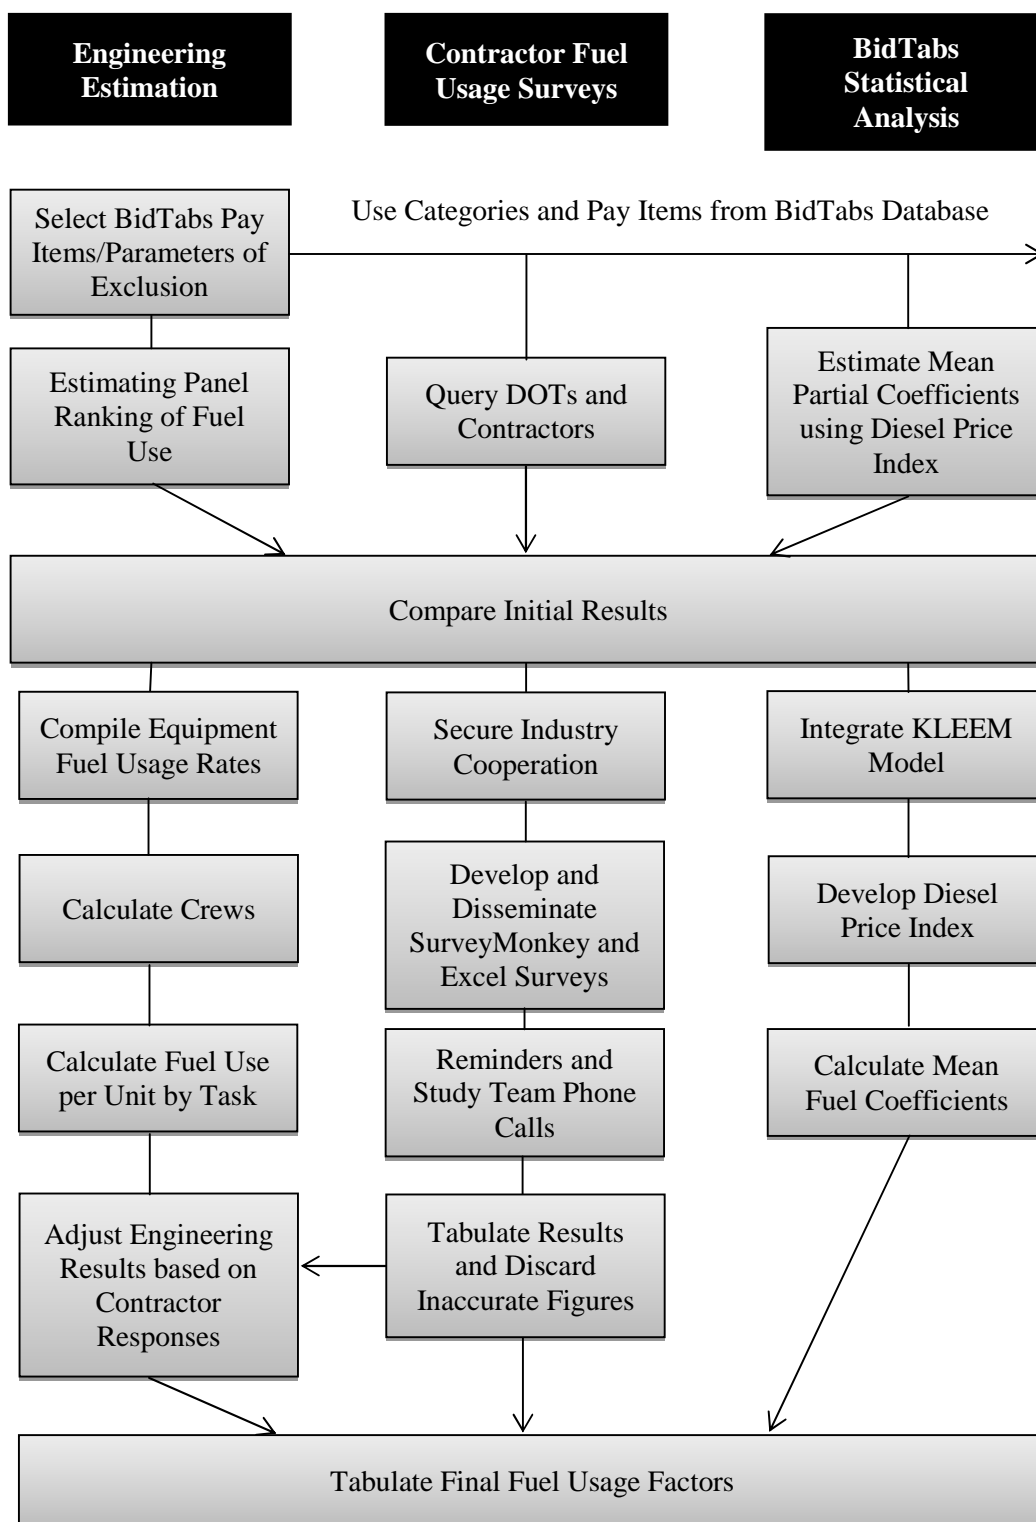 Engineering
Estimation
Contractor Fuel
Usage Surveys
BidTabs
Statistical
Analysis
Select BidTabs Pay
Items/Parameters of
Exclusion
Use Categories and Pay Items from BidTabs Database
Estimating Panel
Ranking of Fuel
Use
Query DOTs and
Contractors
Estimate Mean
Partial Coefficients
using Diesel Price
Index
Compare Initial Results
Compile Equipment
Fuel Usage Rates
Secure Industry
Cooperation
Integrate KLEEM
Model
Calculate Crews
Develop and
Disseminate
SurveyMonkey and
Excel Surveys
Develop Diesel
Price Index
Calculate Fuel Use
per Unit by Task
Reminders and
Study Team Phone
Calls
Calculate Mean
Fuel Coefficients
Adjust Engineering
Results based on
Contractor
Responses
Tabulate Results
and Discard
Inaccurate Figures
Tabulate Final Fuel Usage Factors